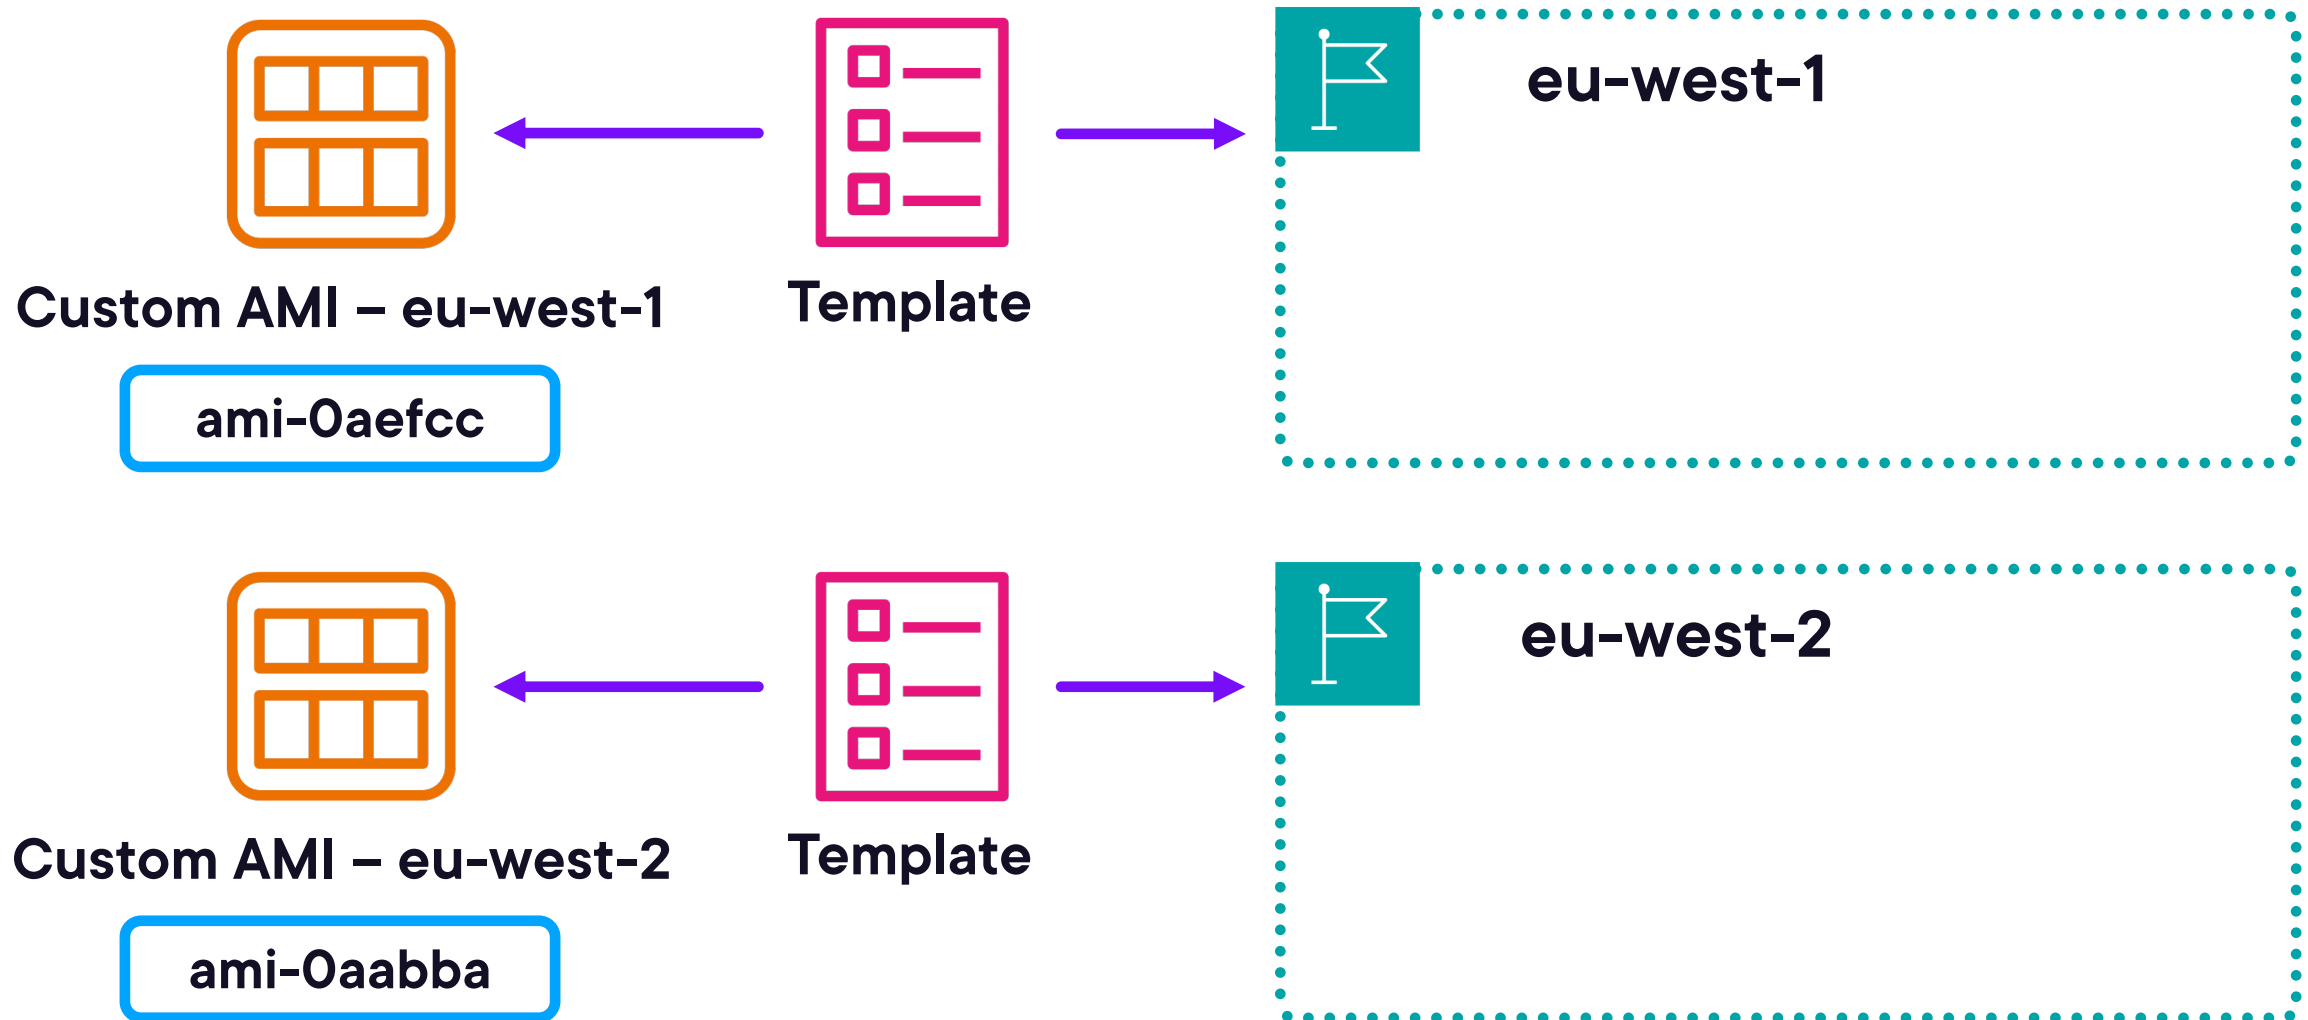 eu-west-1
Custom AMI – eu-west-1
Template
ami-0aefcc
eu-west-2
Custom AMI – eu-west-2
Template
ami-0aabba